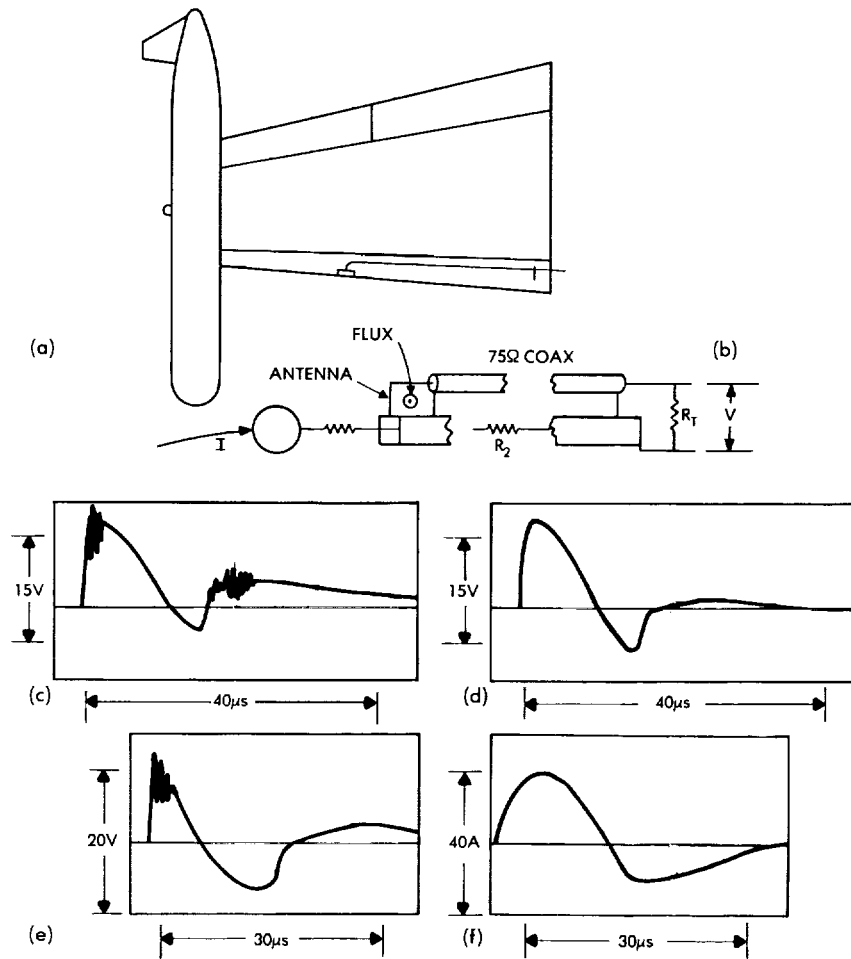 (a)
FLUX
75Ω COAX
(b)
ANTENNA
I
R2
RT
V
15V
(c)
40μs
15V
(d)
40μs
20V
(e)
30μs
40A
(f)
30μs